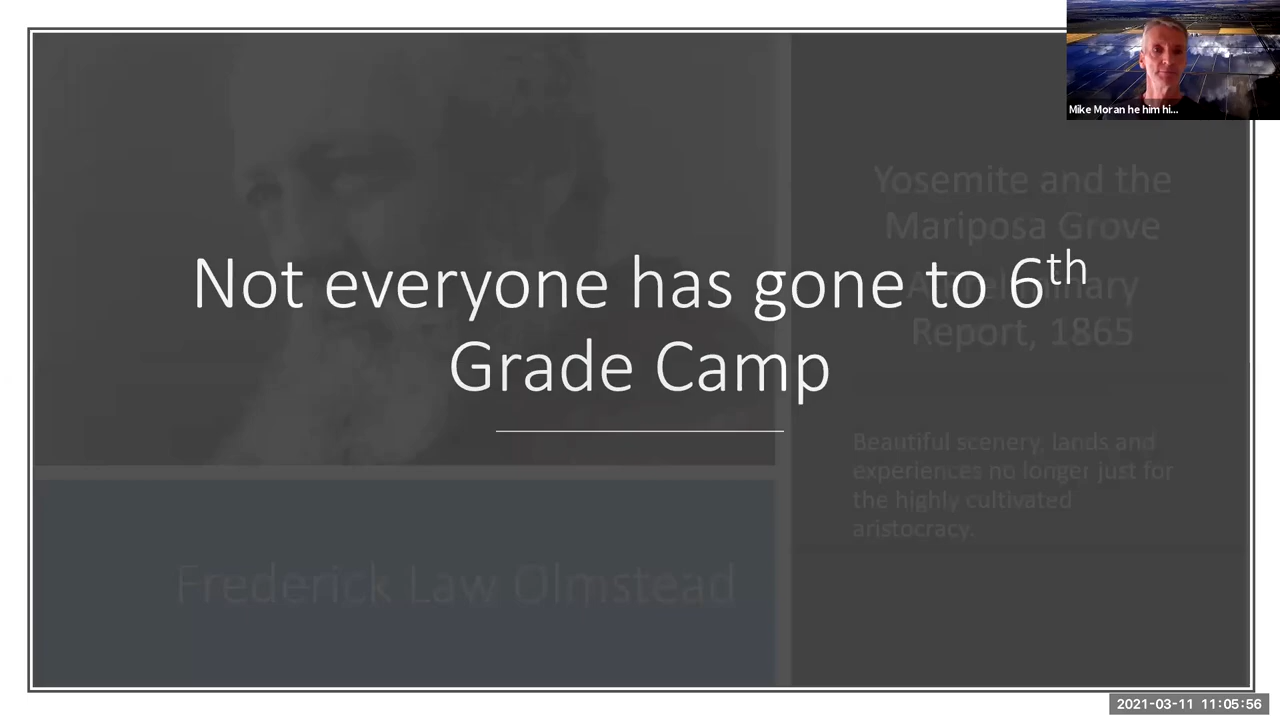 Mike Moran he him hi...
Yosemite and the
Mariposa Grove
A Preliminary
Report, 1865
Not everyone has gone to 6th
Grade Camp
Beautiful scenery, lands and
experiences no longer just for
the highly cultivated
aristocracy.
Frederick Law Olmstead
2021-03-11 11:05:56